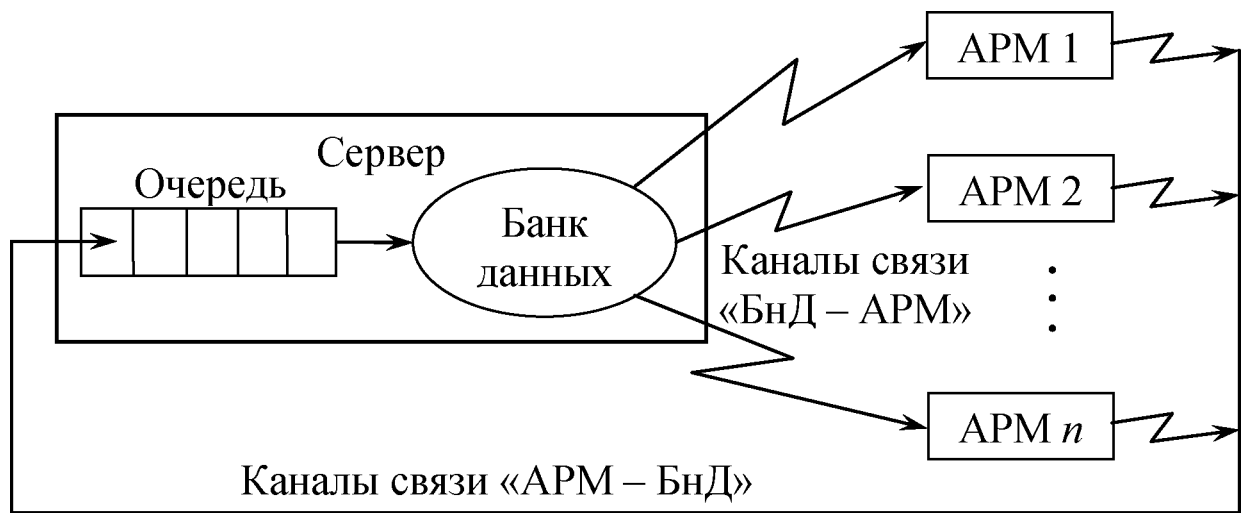 АРМ 1
Сервер
Очередь
АРМ 2
Банк
данных
Каналы связи
«БнД – АРМ»
АРМ n
Каналы связи «АРМ – БнД»